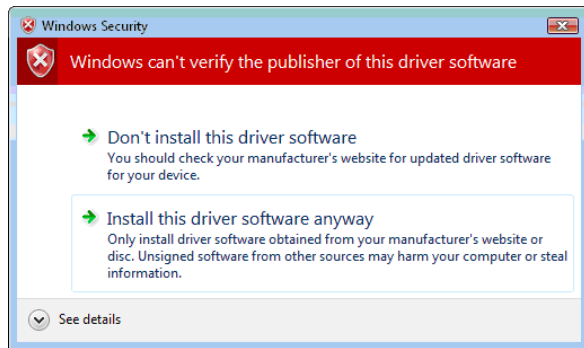 Windows Security
Windows can't verify the publisher of this driver software
Don't install this driver software
You should check your manufacturer's website for updated driver software
for your device.
Install this driver software anyway
Only install driver software obtained from your manufacturer's website or
disc. Unsigned software from other sources may harm your computer or steal
information.
See details